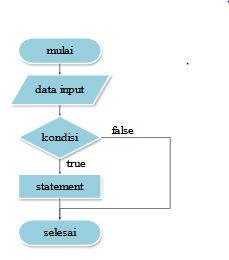 mulai
data input
kondisi
false
true
statement
selesai